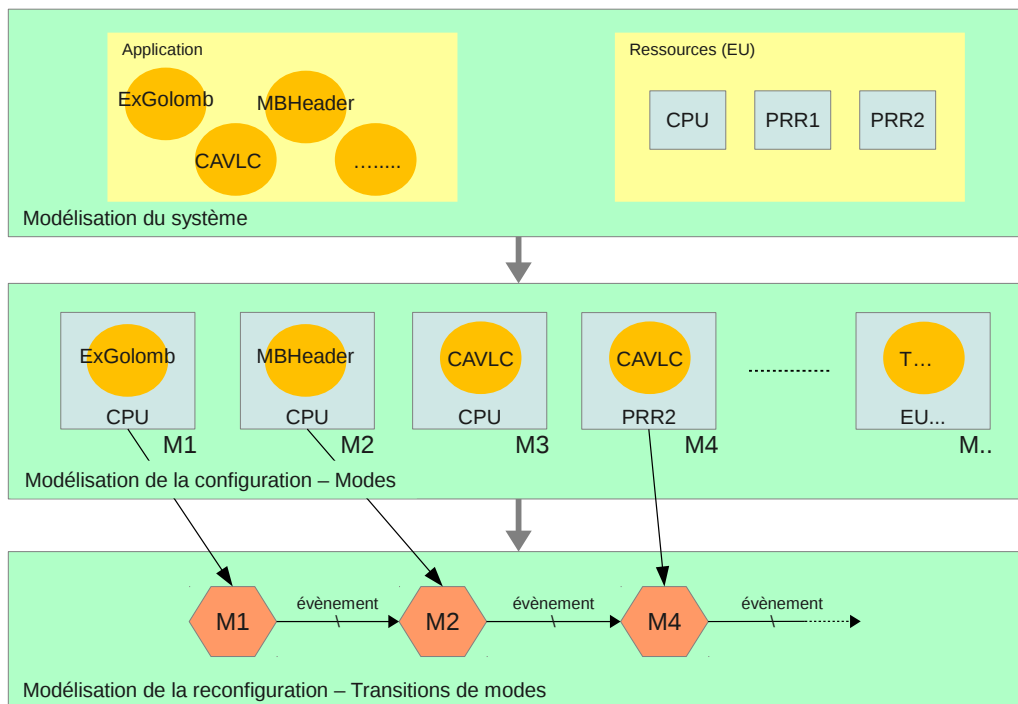 Application
Ressources (EU)
ExGolomb
MBHeader
CAVLC
….....
CPU
PRR1
PRR2
Modélisation du système
ExGolomb
MBHeader
CAVLC
CAVLC
T…
CPU
CPU
CPU
PRR2
EU...
M1
M2
M3
M4
M..
Modélisation de la configuration – Modes
M1
évènement
M2
évènement
M4
évènement
Modélisation de la reconfiguration – Transitions de modes